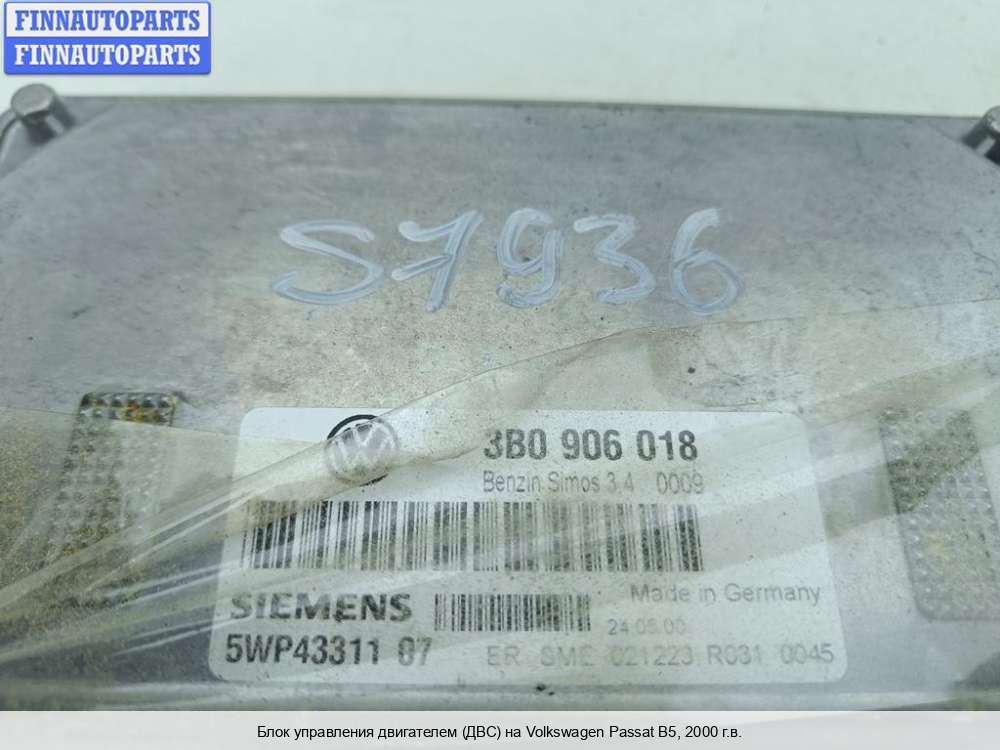 FINNAUTOPARTS
FINNAUTOPARTS
S7936
3B0 906 018
Benzin Simos 3.4 0009
Made in Germany
SIEMENS
24 05 00
5WP43311 07
ER SME 021223 R031 0045
Блок управления двигателем (ДВС) на Volkswagen Passat B5, 2000 г.в.